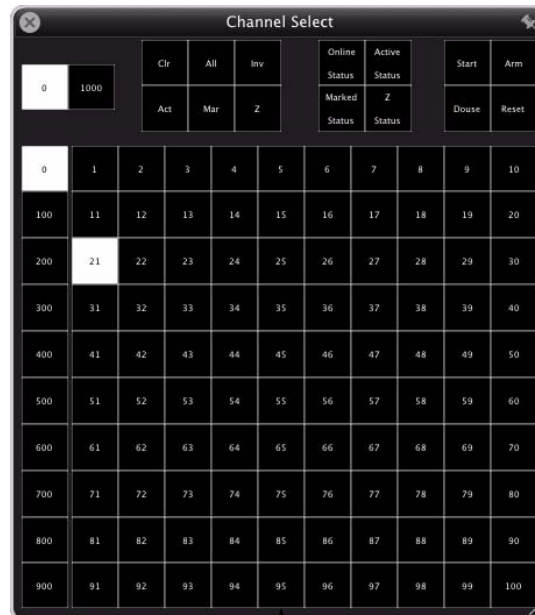 Channel Select
0 1000
Clr All Inv
Act Mar Z
Online Status Active Status
Marked Status Z Status
Start Arm
Douse Reset
0 1 2 3 4 5 6 7 8 9 10
100 11 12 13 14 15 16 17 18 19 20
200 21 22 23 24 25 26 27 28 29 30
300 31 32 33 34 35 36 37 38 39 40
400 41 42 43 44 45 46 47 48 49 50
500 51 52 53 54 55 56 57 58 59 60
600 61 62 63 64 65 66 67 68 69 70
700 71 72 73 74 75 76 77 78 79 80
800 81 82 83 84 85 86 87 88 89 90
900 91 92 93 94 95 96 97 98 99 100